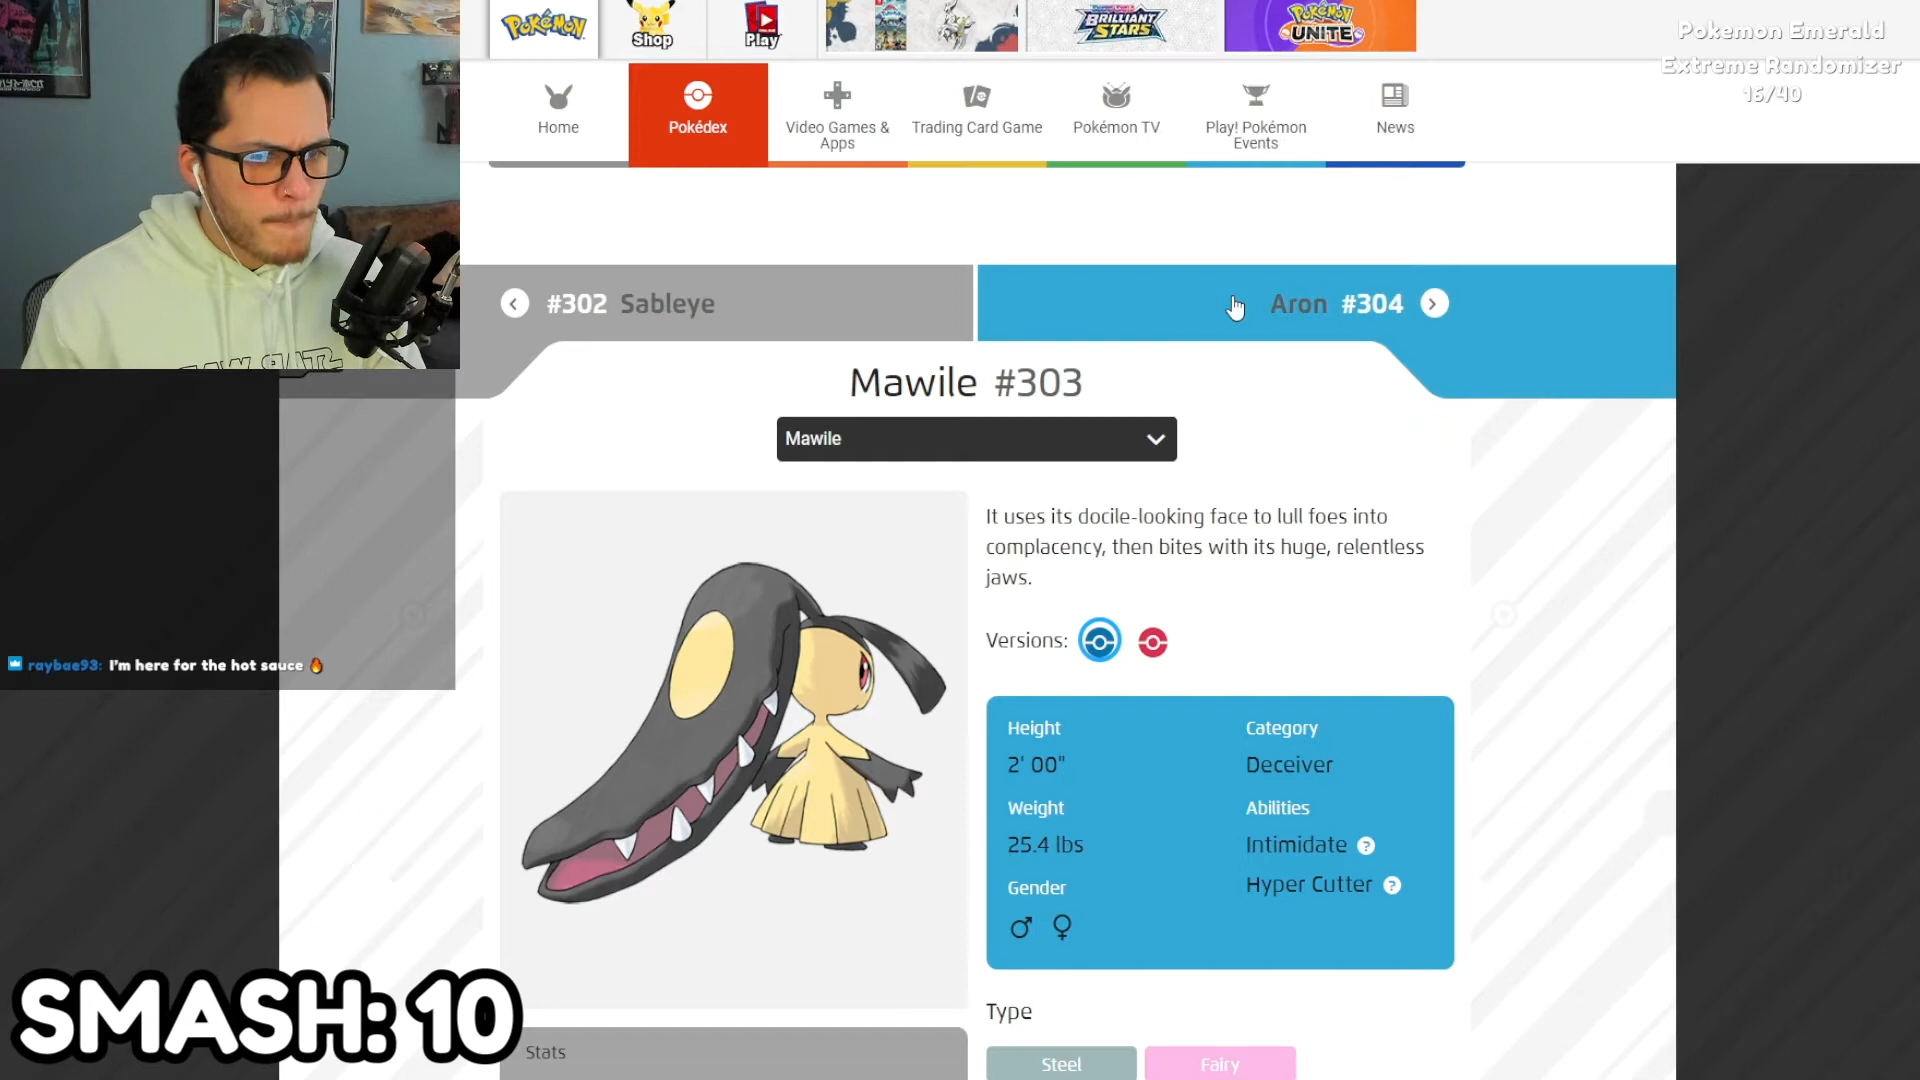 Pokémon
Shop
Play
BRILLIANT
STARS
Pokémon
UNITE
Pokemon Emerald
Extreme Randomizer
16/40
Home
Pokédex
Video Games &
Apps
Trading Card Game
Pokémon TV
Play! Pokémon
Events
News
#302 Sableye
Aron #304
Mawile #303
Mawile
It uses its docile-looking face to lull foes into
complacency, then bites with its huge, relentless
jaws.
Versions:
raybae93: I'm here for the hot sauce 🔥
Height
2' 00"
Category
Deceiver
Weight
25.4 lbs
Abilities
Intimidate ?
Hyper Cutter ?
Gender
Type
Steel
Fairy
Stats
SMASH: 10